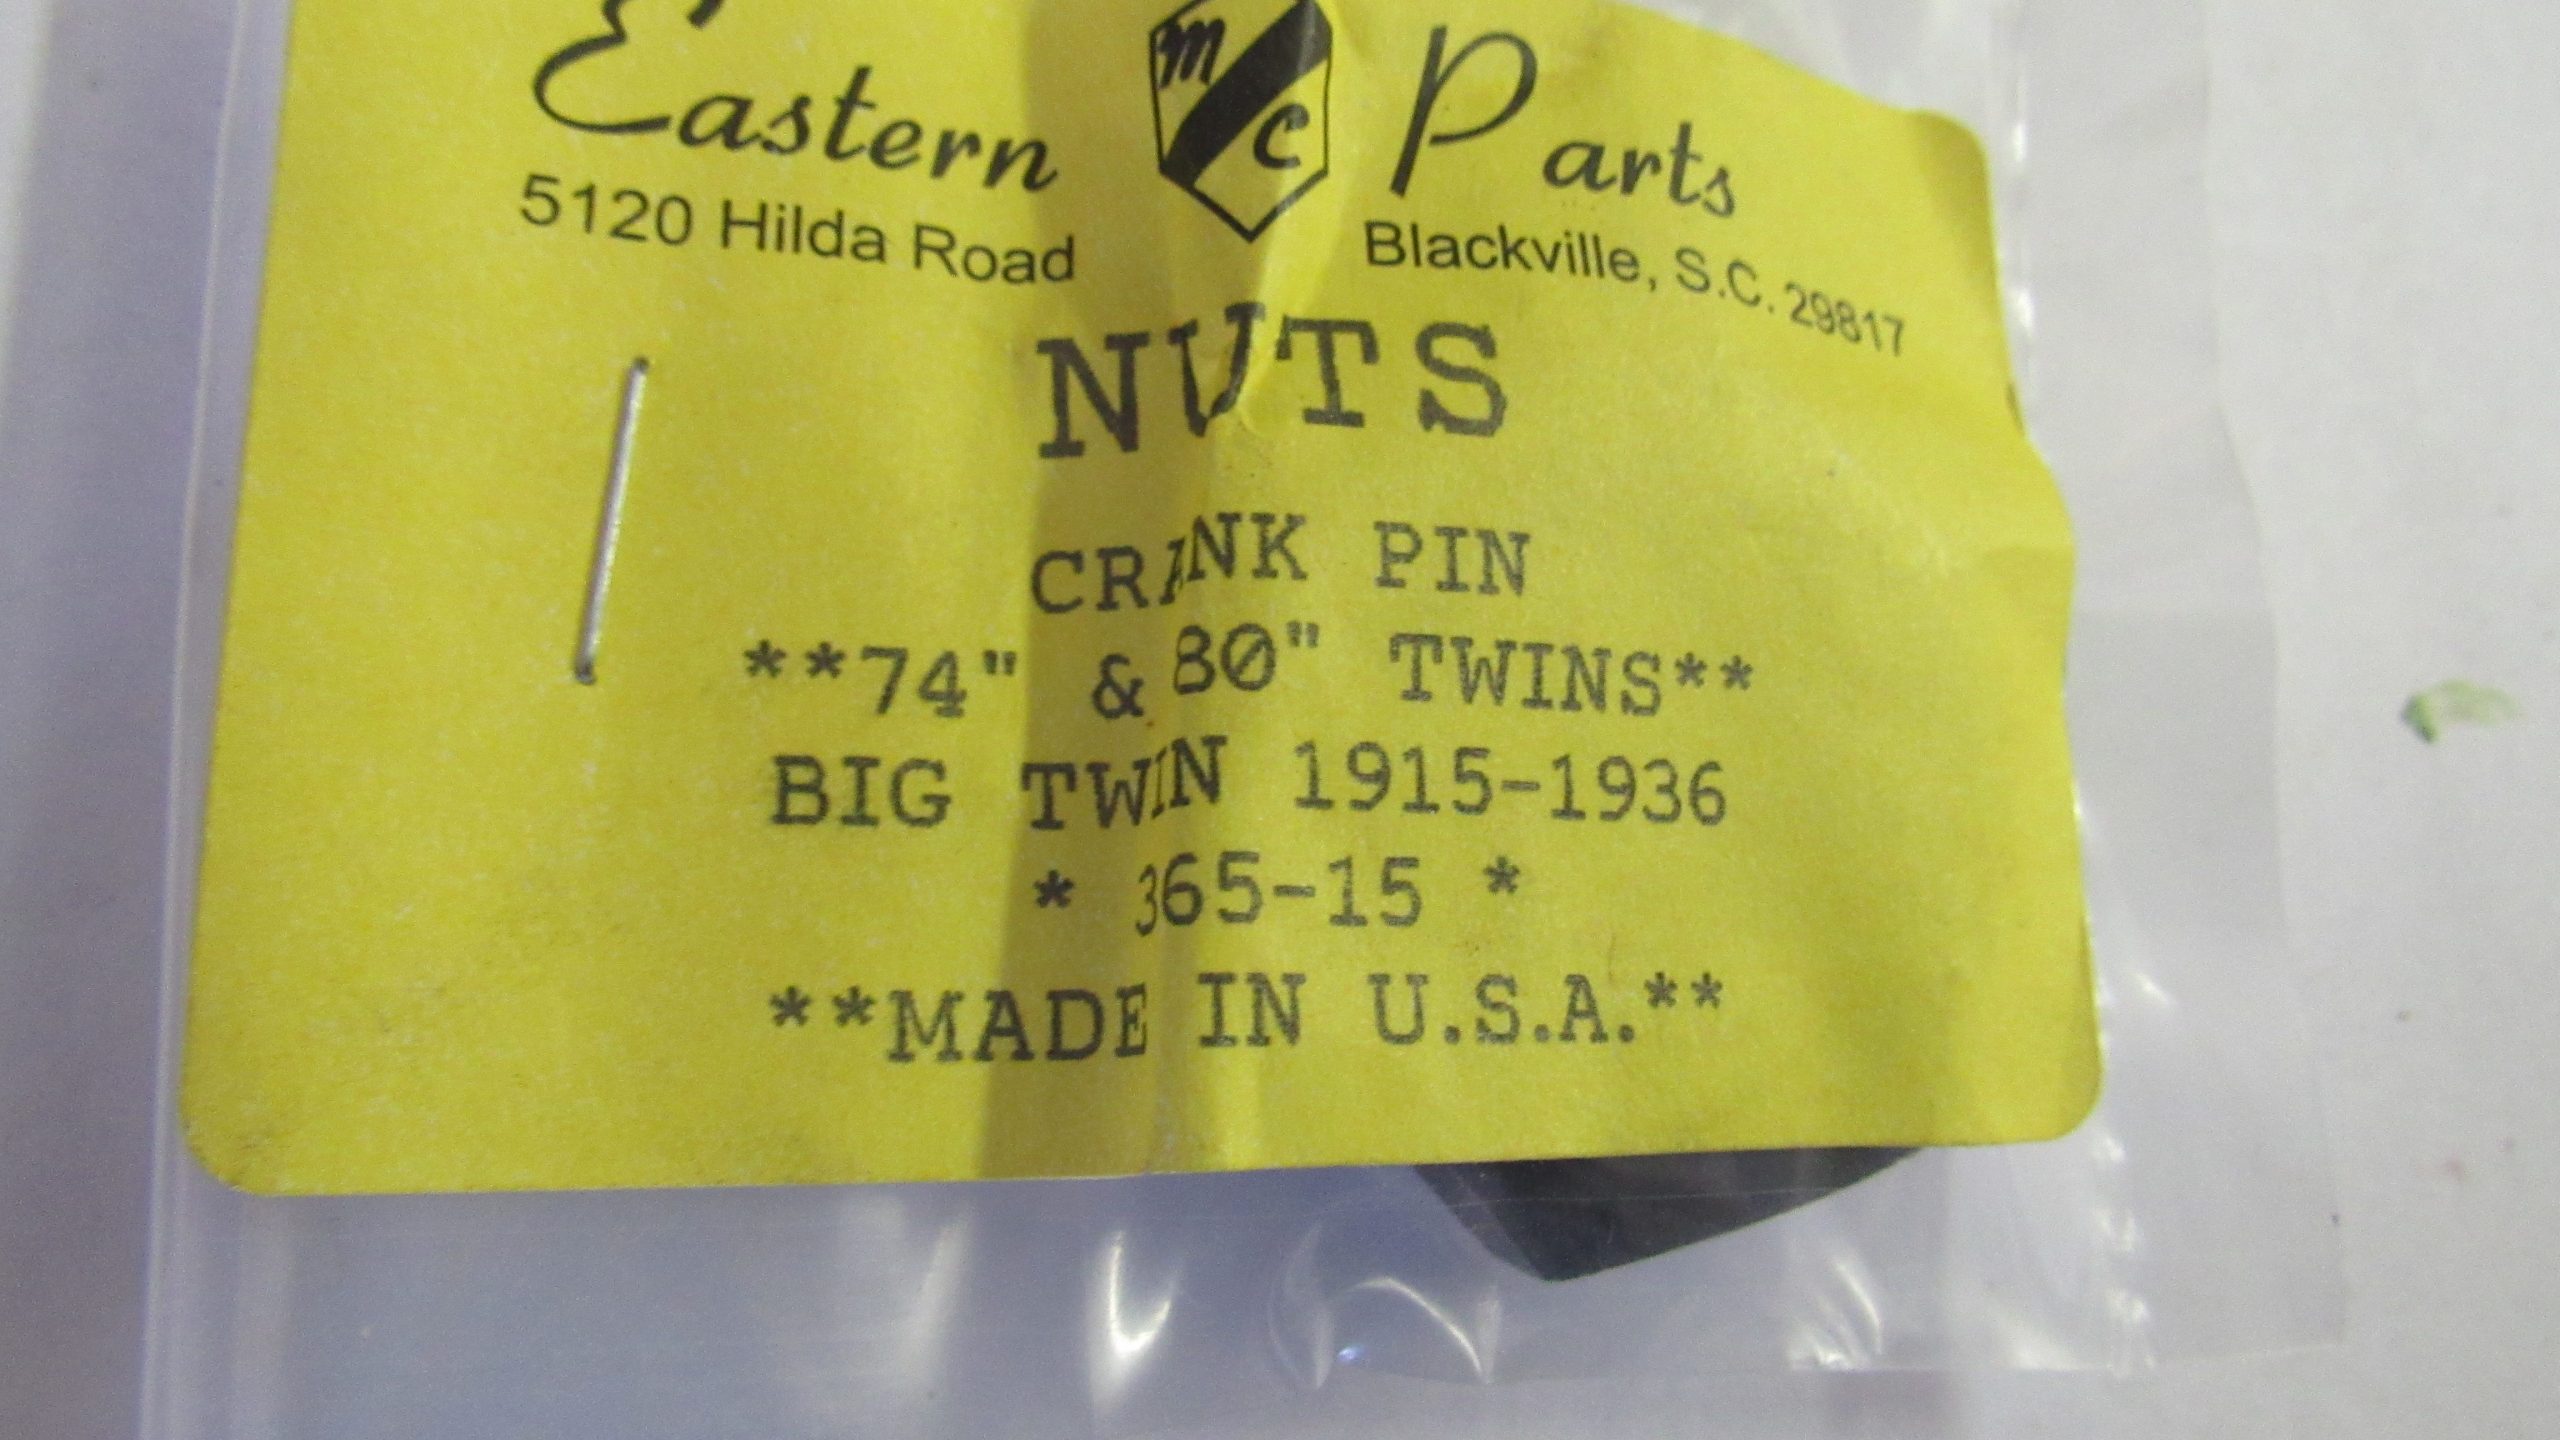 Eastern MC Parts
5120 Hilda Road Blackville, S.C. 29817
NUTS
CRANK PIN
**74" & 80" TWINS**
BIG TWIN 1915-1936
* 365-15 *
**MADE IN U.S.A.**